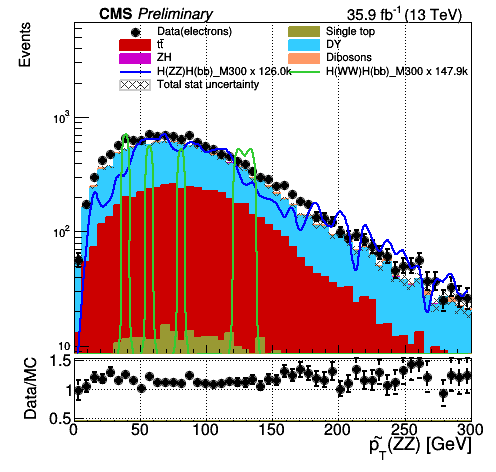 CMS Preliminary 35.9 fb⁻¹ (13 TeV)
Data(electrons) Single top
tt̄ DY
ZH Dibosons
H(ZZ)H(bb)_M300 x 126.0k H(WW)H(bb)_M300 x 147.9k
Total stat uncertainty
Events
10³
10²
10
Data/MC
1.5
1
0.5
0 50 100 150 200 250 300
p̃_T(ZZ) [GeV]